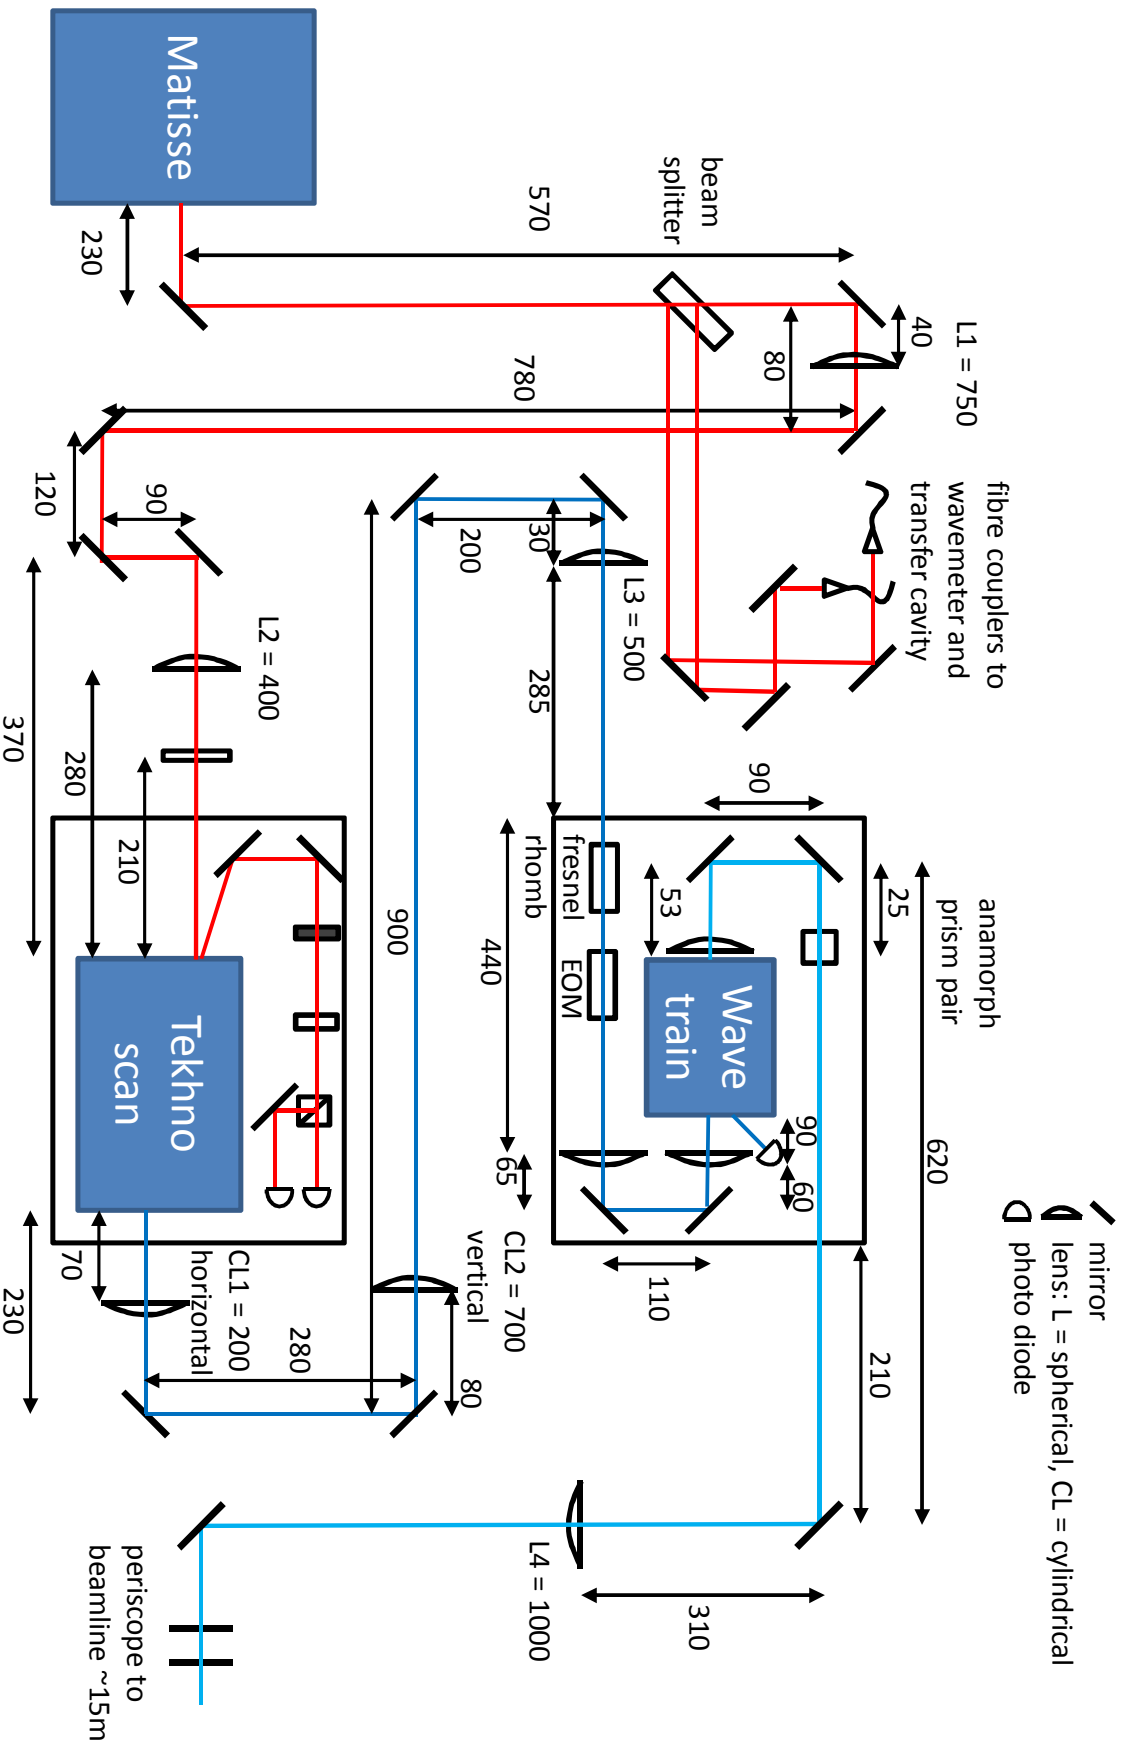 Matisse
230
570
beam
splitter
40
L1 = 750
80
780
120
90
fibre couplers to
wavemeter and
transfer cavity
L2 = 400
370
280
210
Tekhno
scan
70
230
CL1 = 200
horizontal
280
900
200
30
L3 = 500
285
fresnel
rhomb
EOM
440
65
CL2 = 700
vertical
80
110
90
53
Wave
train
90
60
25
anamorph
prism pair
620
210
310
L4 = 1000
periscope to
beamline ~15m
mirror
lens: L = spherical, CL = cylindrical
photo diode